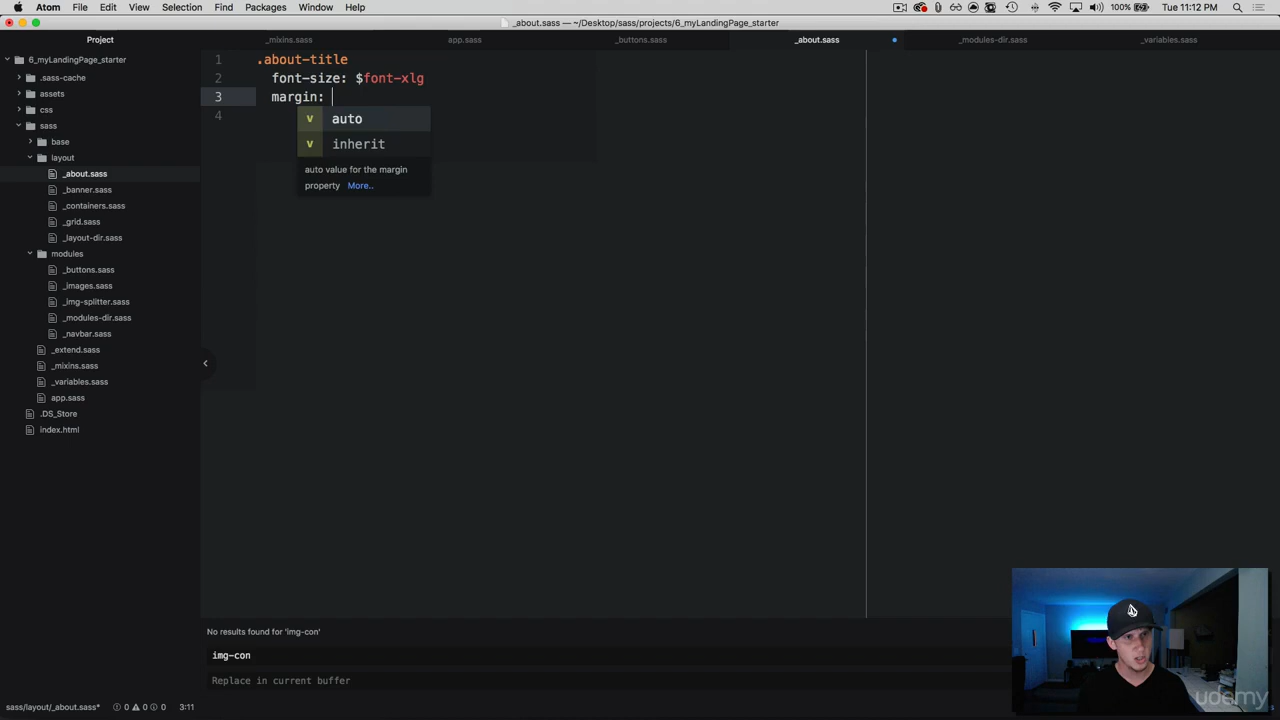 Atom File Edit View Selection Find Packages Window Help 100% Tue 11:12 PM
_about.sass — ~/Desktop/sass/projects/6_myLandingPage_starter
Project _mixins.sass app.sass _buttons.sass _about.sass _modules-dir.sass _variables.sass
6_myLandingPage_starter
.sass-cache
assets
css
sass
base
layout
_about.sass
_banner.sass
_containers.sass
_grid.sass
_layout-dir.sass
modules
_buttons.sass
_images.sass
_img-splitter.sass
_modules-dir.sass
_navbar.sass
_extend.sass
_mixins.sass
_variables.sass
app.sass
.DS_Store
index.html
1 .about-title
2 font-size: $font-xlg
3 margin:
4
v auto
v inherit
auto value for the margin
property More..
No results found for 'img-con'
img-con
Replace in current buffer
sass/layout/_about.sass* 0 0 0 3:11
udemy